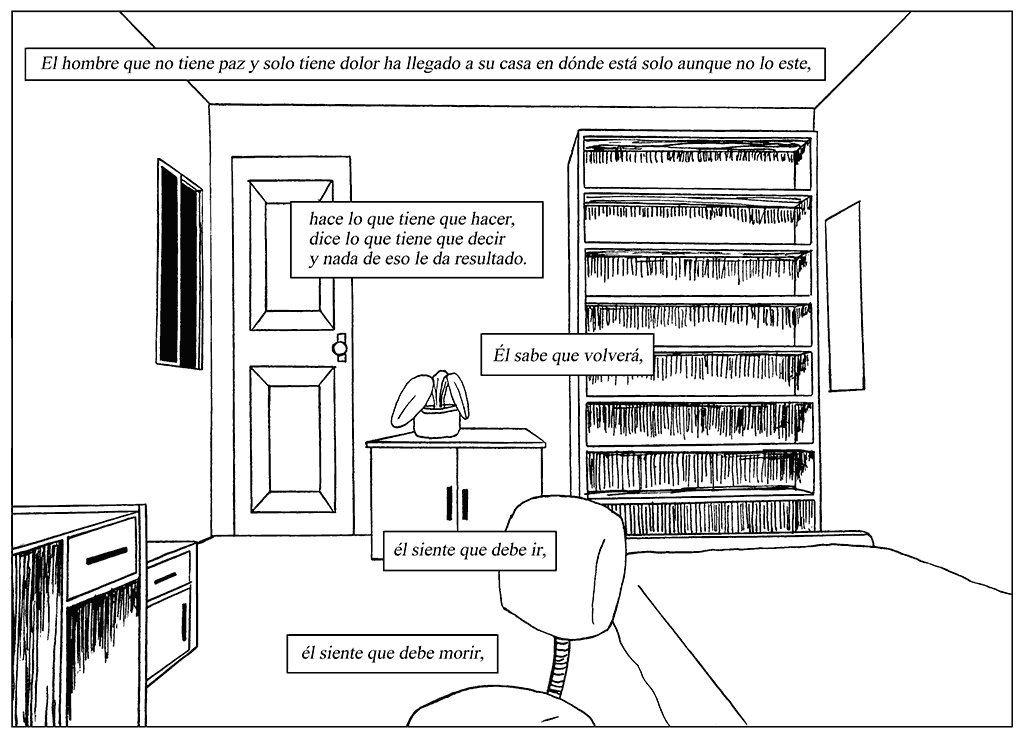 El hombre que no tiene paz y solo tiene dolor ha llegado a su casa en dónde está solo aunque no lo este,
hace lo que tiene que hacer,
dice lo que tiene que decir
y nada de eso le da resultado.
Él sabe que volverá,
él siente que debe ir,
él siente que debe morir,